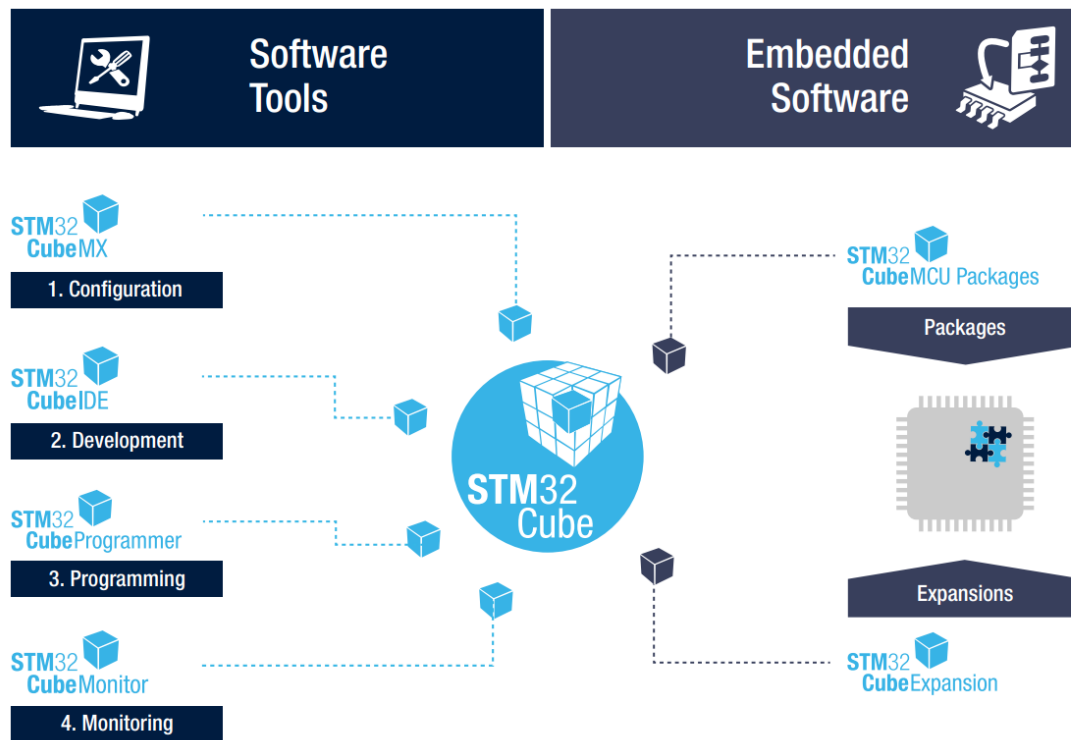 Software
Tools
Embedded
Software
STM32
CubeMX
1. Configuration
STM32
CubeIDE
2. Development
STM32
CubeProgrammer
3. Programming
STM32
CubeMonitor
4. Monitoring
STM32
Cube
STM32
CubeMCU Packages
Packages
Expansions
STM32
CubeExpansion